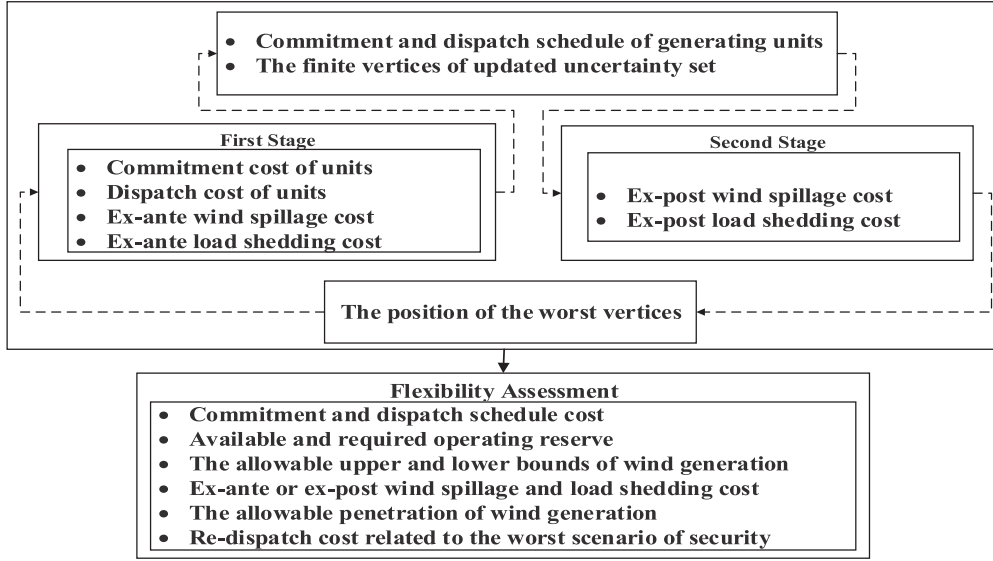 • Commitment and dispatch schedule of generating units
• The finite vertices of updated uncertainty set
First Stage
• Commitment cost of units
• Dispatch cost of units
• Ex-ante wind spillage cost
• Ex-ante load shedding cost
Second Stage
• Ex-post wind spillage cost
• Ex-post load shedding cost
The position of the worst vertices
Flexibility Assessment
• Commitment and dispatch schedule cost
• Available and required operating reserve
• The allowable upper and lower bounds of wind generation
• Ex-ante or ex-post wind spillage and load shedding cost
• The allowable penetration of wind generation
• Re-dispatch cost related to the worst scenario of security